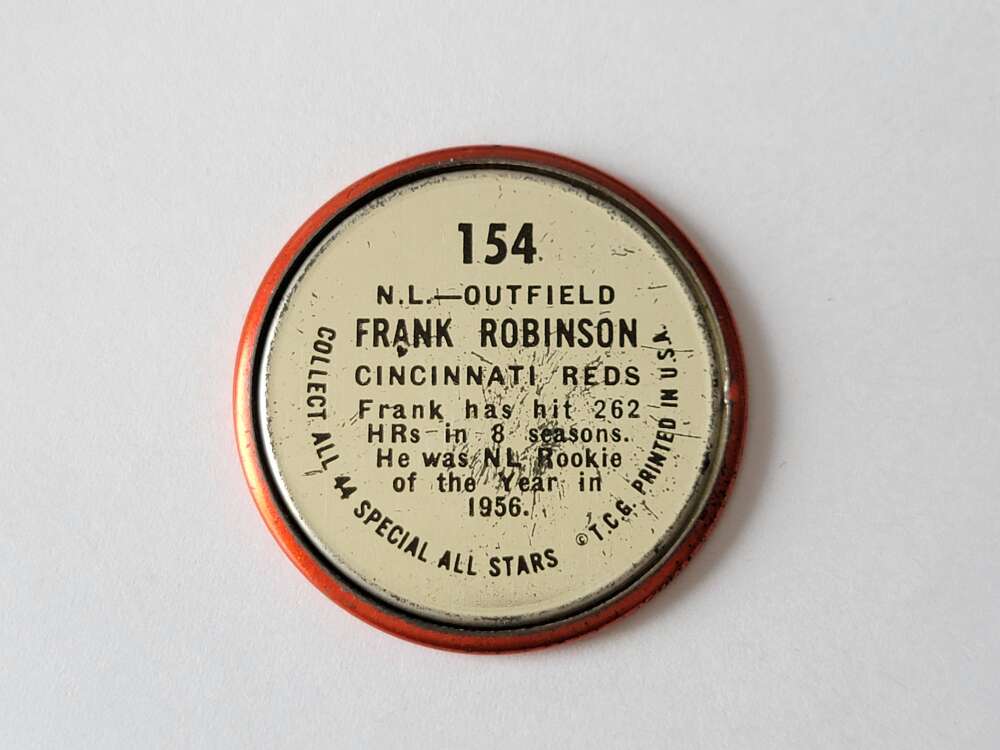 154
N.L.—OUTFIELD
FRANK ROBINSON
CINCINNATI REDS
Frank has hit 262
HRs in 8 seasons.
He was NL Rookie
of the Year in
1956.
COLLECT ALL 44 SPECIAL ALL STARS
©T.C.G. PRINTED IN U.S.A.